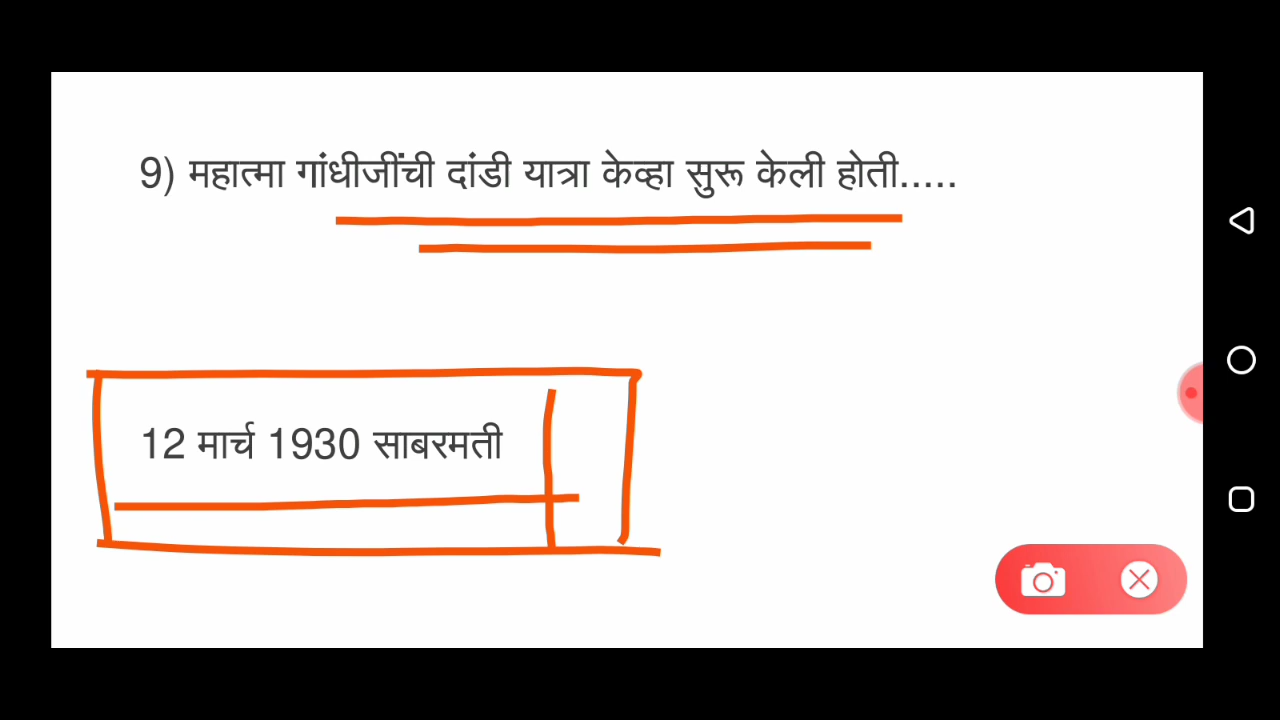 9) महात्मा गांधीजींची दांडी यात्रा केव्हा सुरू केली होती.....
12 मार्च 1930 साबरमती